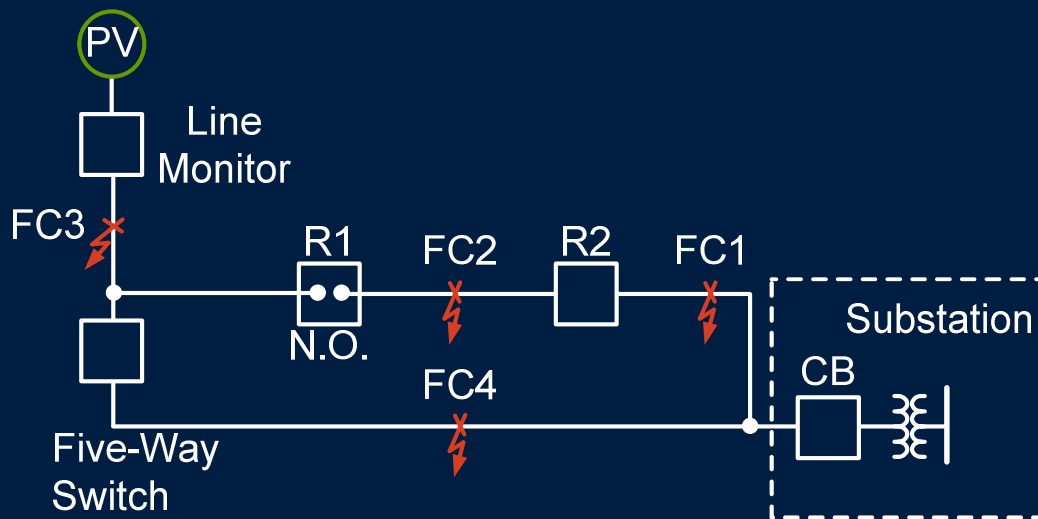 PV
Line
Monitor
FC3
R1
FC2
R2
FC1
N.O.
Substation
CB
FC4
Five-Way
Switch